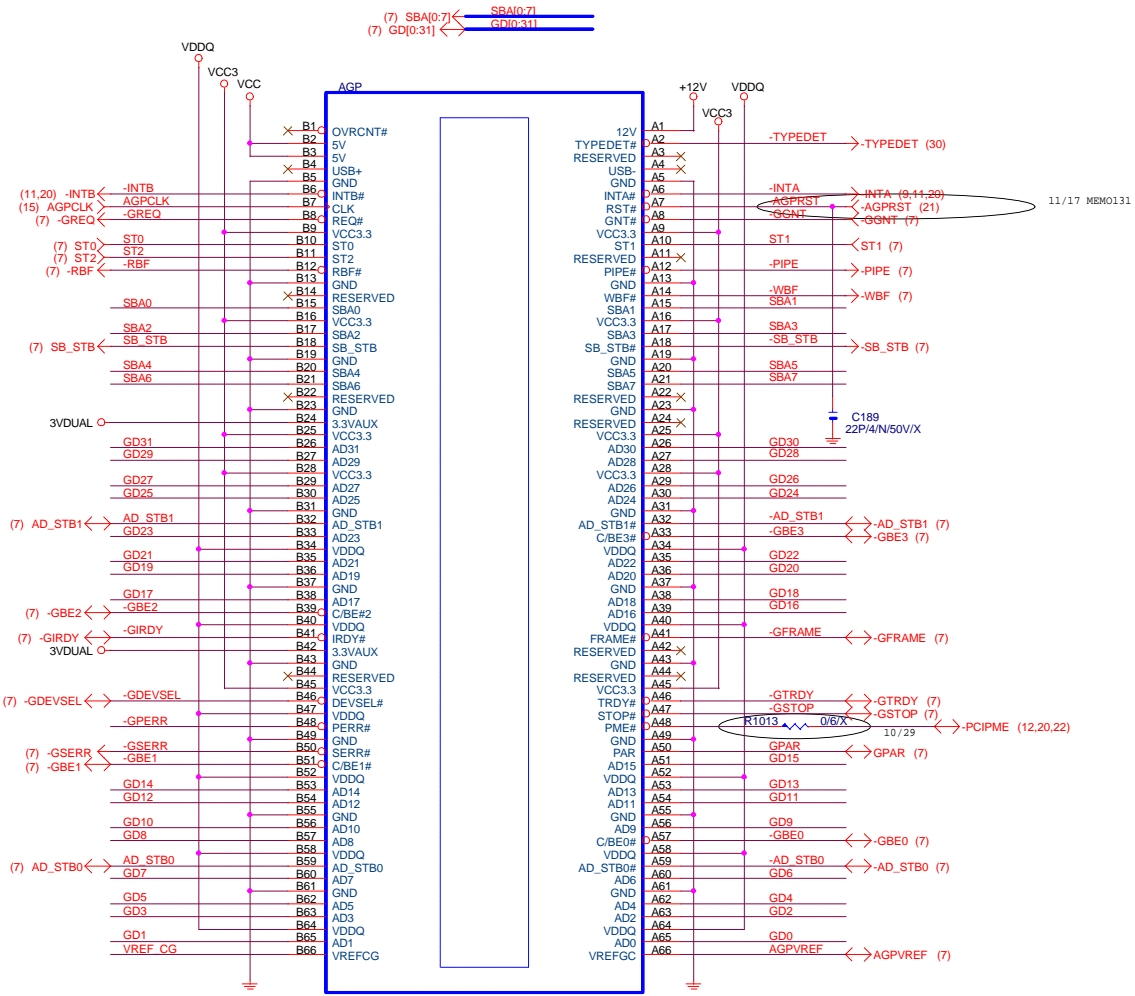 (7) SBA[0:7] SBA[0:7]
(7) GD[0:31] GD[0:31]
VDDQ
VCC3
VCC
AGP
+12V
VDDQ
VCC3
B1 OVRCNT# 12V A1
B2 5V TYPEDET# A2 -TYPEDET -TYPEDET (30)
B3 5V RESERVED A3
B4 USB+ USB- A4
B5 GND GND A5
(11,20) -INTB -INTB B6 INTB# INTA# A6 -INTA -INTA (9,11,20)
(15) AGPCLK AGPCLK B7 CLK RST# A7 -AGPRST -AGPRST (21) 11/17 MEMO131
(7) -GREQ -GREQ B8 REQ# GNT# A8 -GGNT -GGNT (7)
B9 VCC3.3 VCC3.3 A9
(7) ST0 ST0 B10 ST0 ST1 A10 ST1 ST1 (7)
(7) ST2 ST2 B11 ST2 RESERVED A11
(7) -RBF -RBF B12 RBF# PIPE# A12 -PIPE -PIPE (7)
B13 GND GND A13
B14 RESERVED WBF# A14 -WBF -WBF (7)
SBA0 B15 SBA0 SBA1 A15 SBA1
B16 VCC3.3 VCC3.3 A16
SBA2 B17 SBA2 SBA3 A17 SBA3
(7) SB_STB SB_STB B18 SB_STB SB_STB# A18 -SB_STB -SB_STB (7)
B19 GND GND A19
SBA4 B20 SBA4 SBA5 A20 SBA5
SBA6 B21 SBA6 SBA7 A21 SBA7
B22 RESERVED RESERVED A22
B23 GND GND A23
3VDUAL B24 3.3VAUX RESERVED A24
C189
22P/4/N/50V/X
B25 VCC3.3 VCC3.3 A25
GD31 B26 AD31 AD30 A26 GD30
GD29 B27 AD29 AD28 A27 GD28
B28 VCC3.3 VCC3.3 A28
GD27 B29 AD27 AD26 A29 GD26
GD25 B30 AD25 AD24 A30 GD24
B31 GND GND A31
(7) AD_STB1 AD_STB1 B32 AD_STB1 AD_STB1# A32 -AD_STB1 -AD_STB1 (7)
GD23 B33 AD23 C/BE3# A33 -GBE3 -GBE3 (7)
B34 VDDQ VDDQ A34
GD21 B35 AD21 AD22 A35 GD22
GD19 B36 AD19 AD20 A36 GD20
B37 GND GND A37
GD17 B38 AD17 AD18 A38 GD18
(7) -GBE2 -GBE2 B39 C/BE#2 AD16 A39 GD16
B40 VDDQ VDDQ A40
(7) -GIRDY -GIRDY B41 IRDY# FRAME# A41 -GFRAME -GFRAME (7)
3VDUAL B42 3.3VAUX RESERVED A42
B43 GND GND A43
B44 RESERVED RESERVED A44
B45 VCC3.3 VCC3.3 A45
(7) -GDEVSEL -GDEVSEL B46 DEVSEL# TRDY# A46 -GTRDY -GTRDY (7)
B47 VDDQ STOP# A47 -GSTOP -GSTOP (7)
-GPERR B48 PERR# PME# A48 R1013 0/6/X -PCIPME (12,20,22)
10/29
B49 GND GND A49
(7) -GSERR -GSERR B50 SERR# PAR A50 GPAR GPAR (7)
(7) -GBE1 -GBE1 B51 C/BE1# AD15 A51 GD15
B52 VDDQ VDDQ A52
GD14 B53 AD14 AD13 A53 GD13
GD12 B54 AD12 AD11 A54 GD11
B55 GND GND A55
GD10 B56 AD10 AD9 A56 GD9
GD8 B57 AD8 C/BE0# A57 -GBE0 -GBE0 (7)
B58 VDDQ VDDQ A58
(7) AD_STB0 AD_STB0 B59 AD_STB0 AD_STB0# A59 -AD_STB0 -AD_STB0 (7)
GD7 B60 AD7 AD6 A60 GD6
B61 GND GND A61
GD5 B62 AD5 AD4 A62 GD4
GD3 B63 AD3 AD2 A63 GD2
B64 VDDQ VDDQ A64
GD1 B65 AD1 AD0 A65 GD0
VREF_CG B66 VREFCG VREFGC A66 AGPVREF AGPVREF (7)